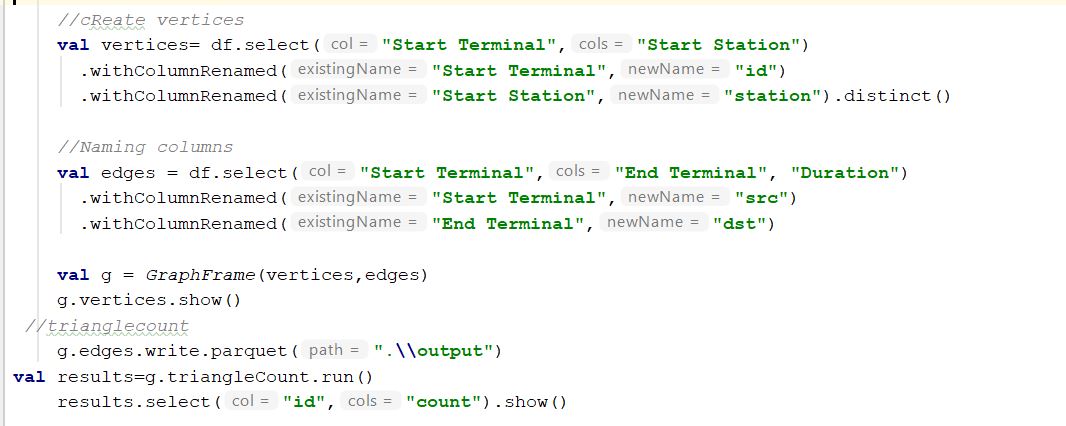 //cReate vertices
val vertices= df.select( col = "Start Terminal", cols = "Start Station")
.withColumnRenamed( existingName = "Start Terminal", newName = "id")
.withColumnRenamed( existingName = "Start Station", newName = "station").distinct()
//Naming columns
val edges = df.select( col = "Start Terminal", cols = "End Terminal", "Duration")
.withColumnRenamed( existingName = "Start Terminal", newName = "src")
.withColumnRenamed( existingName = "End Terminal", newName = "dst")
val g = GraphFrame(vertices,edges)
g.vertices.show()
//trianglecount
g.edges.write.parquet( path = ".\\output")
val results=g.triangleCount.run()
results.select( col = "id", cols = "count").show()